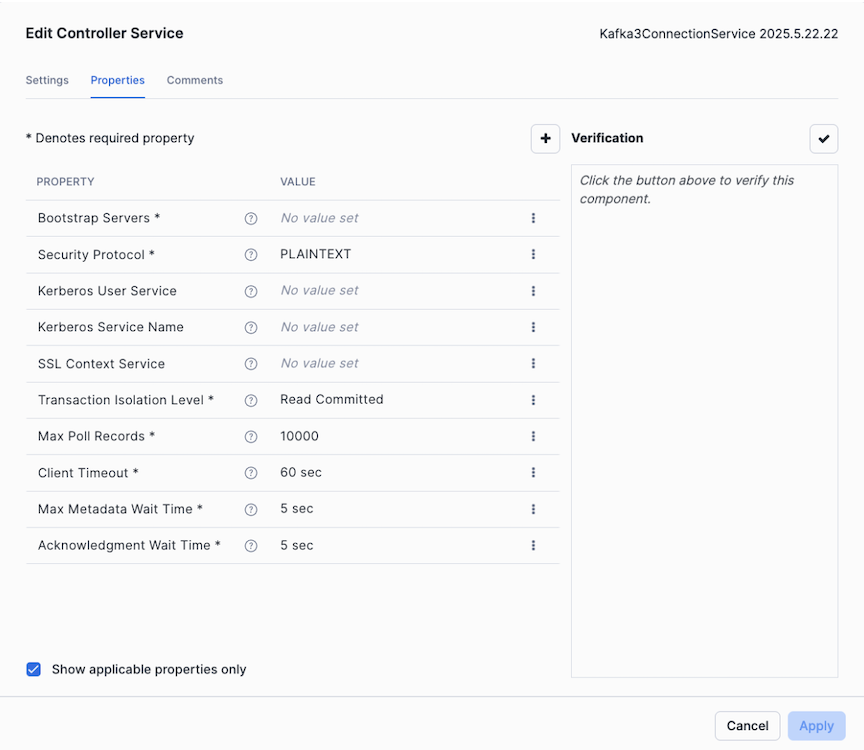 Edit Controller Service
Kafka3ConnectionService 2025.5.22.22
Settings Properties Comments
* Denotes required property
Verification
PROPERTY VALUE
Click the button above to verify this
component.
Bootstrap Servers * ? No value set
Security Protocol * ? PLAINTEXT
Kerberos User Service ? No value set
Kerberos Service Name ? No value set
SSL Context Service ? No value set
Transaction Isolation Level * ? Read Committed
Max Poll Records * ? 10000
Client Timeout * ? 60 sec
Max Metadata Wait Time * ? 5 sec
Acknowledgment Wait Time * ? 5 sec
Show applicable properties only
Cancel Apply